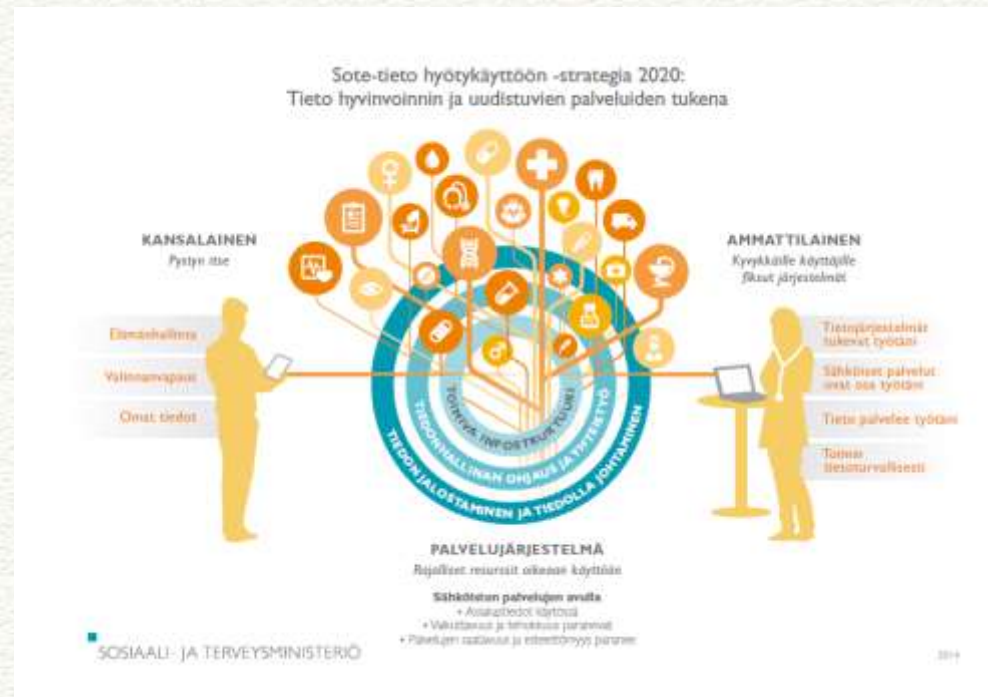 Sote-tieto hyötykäyttöön -strategia 2020:
Tieto hyvinvoinnin ja uudistuvien palveluiden tukena
KANSALAINEN
Pystyn itse
Elämänhallinta
Valinnanvapaus
Omat tiedot
AMMATTILAINEN
Kyvykkäille käyttäjille
fiksut järjestelmät
Tietojärjestelmät
tukevat työtäni
Sähköiset palvelut
ovat osa työtäni
Tieto palvelee työtäni
Toimin
tietoturvallisesti
TOIMIVA INFOSTRUKTUURI
TIEDONHALLINAN OHJAUS JA YHTEISTYÖ
TIEDON JALOSTAMINEN JA TIEDOLLA JOHTAMINEN
PALVELUJÄRJESTELMÄ
Rajalliset resurssit oikeaan käyttöön
Sähköisten palvelujen avulla
• Asiakastiedot käytössä
• Vaikuttavuus ja tehokkuus paranevat
• Palvelujen saatavuus ja esteettömyys paranee
SOSIAALI- JA TERVEYSMINISTERIÖ
2014